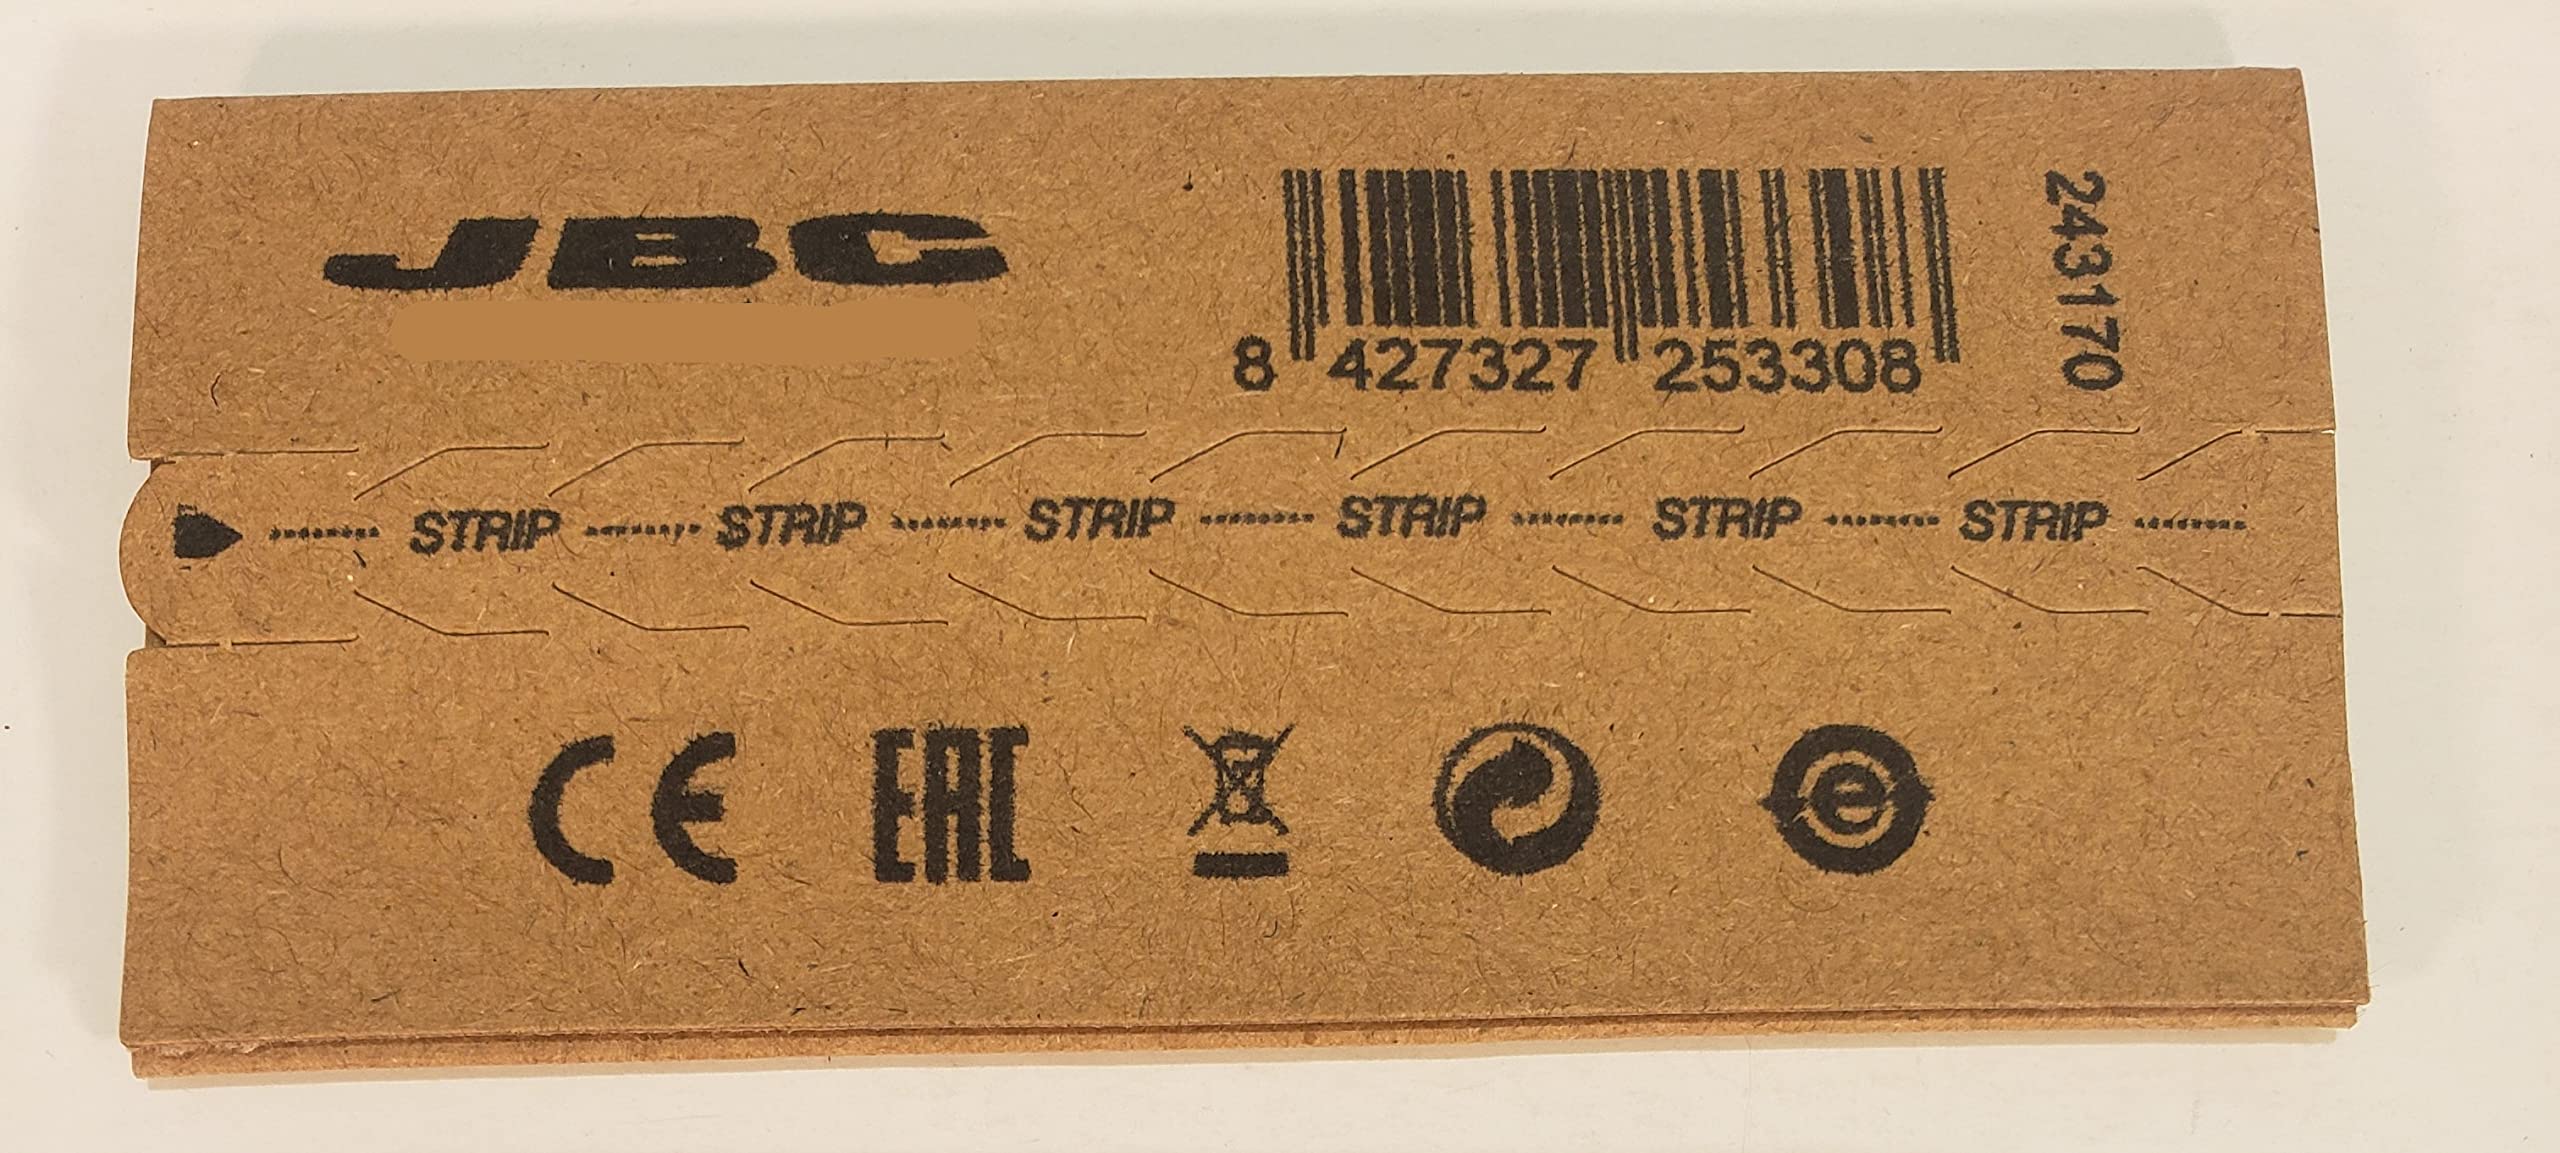 JBC
8 427327 253308
243170
STRIP STRIP STRIP STRIP STRIP STRIP
CE EAC e